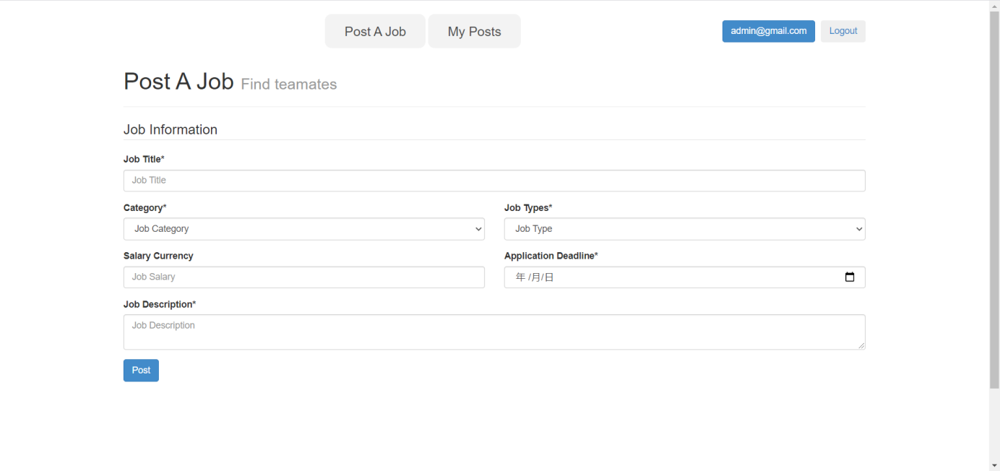 Post A Job My Posts admin@gmail.com Logout
Post A Job Find teamates
Job Information
Job Title*
Job Title
Category* Job Types*
Job Category Job Type
Salary Currency Application Deadline*
Job Salary 年 /月/日
Job Description*
Job Description
Post